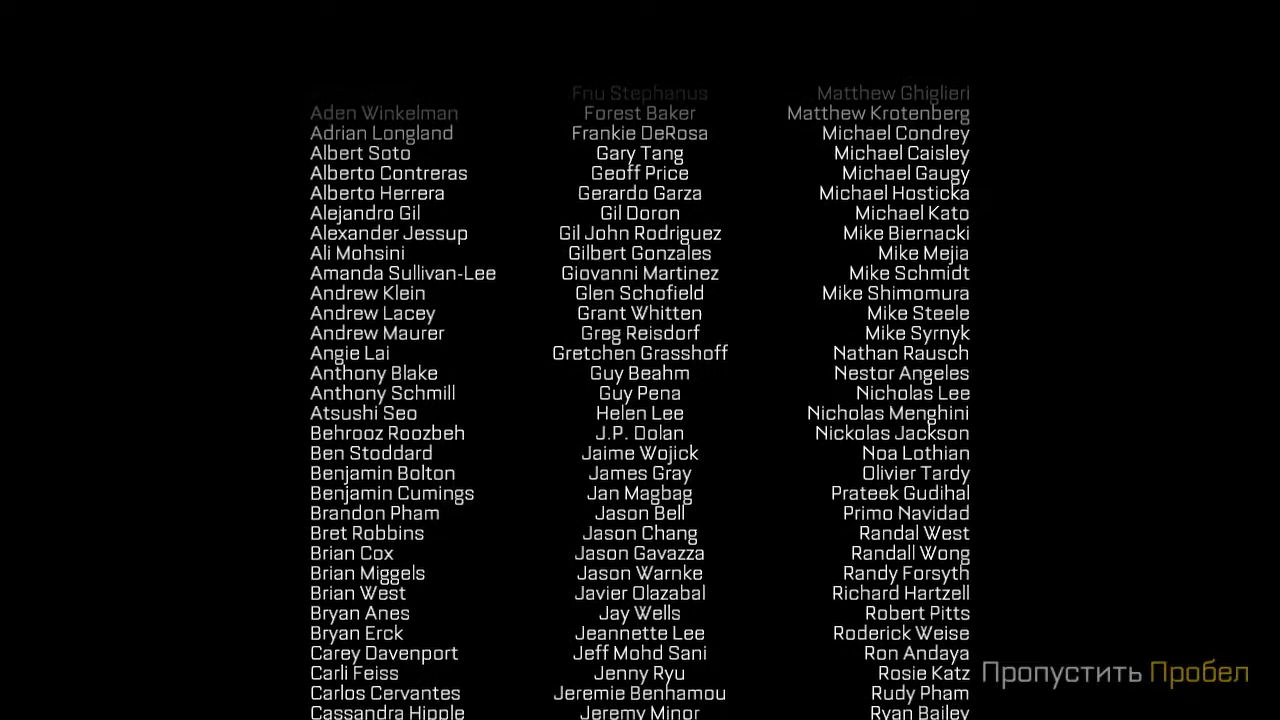 Fnu Stephanus Matthew Ghiglieri
Aden Winkelman Forest Baker Matthew Krotenberg
Adrian Longland Frankie DeRosa Michael Condrey
Albert Soto Gary Tang Michael Caisley
Alberto Contreras Geoff Price Michael Gaugy
Alberto Herrera Gerardo Garza Michael Hosticka
Alejandro Gil Gil Doron Michael Kato
Alexander Jessup Gil John Rodriguez Mike Biernacki
Ali Mohsini Gilbert Gonzales Mike Mejia
Amanda Sullivan-Lee Giovanni Martinez Mike Schmidt
Andrew Klein Glen Schofield Mike Shimomura
Andrew Lacey Grant Whitten Mike Steele
Andrew Maurer Greg Reisdorf Mike Syrnyk
Angie Lai Gretchen Grasshoff Nathan Rausch
Anthony Blake Guy Beahm Nestor Angeles
Anthony Schmill Guy Pena Nicholas Lee
Atsushi Seo Helen Lee Nicholas Menghini
Behrooz Roozbeh J.P. Dolan Nickolas Jackson
Ben Stoddard Jaime Wojick Noa Lothian
Benjamin Bolton James Gray Olivier Tardy
Benjamin Cumings Jan Magbag Prateek Gudihal
Brandon Pham Jason Bell Primo Navidad
Bret Robbins Jason Chang Randal West
Brian Cox Jason Gavazza Randall Wong
Brian Miggels Jason Warnke Randy Forsyth
Brian West Javier Olazabal Richard Hartzell
Bryan Anes Jay Wells Robert Pitts
Bryan Erck Jeannette Lee Roderick Weise
Carey Davenport Jeff Mohd Sani Ron Andaya
Carli Feiss Jenny Ryu Rosie Katz Пропустить Пробел
Carlos Cervantes Jeremie Benhamou Rudy Pham
Cassandra Hipple Jeremy Minor Ryan Bailey